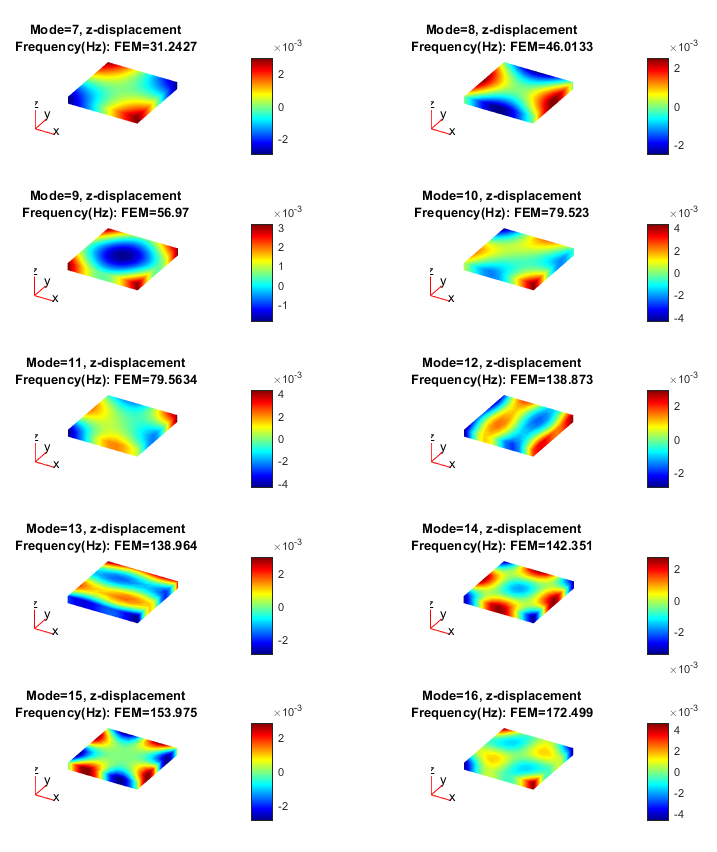 Mode=7, z-displacement
Frequency(Hz): FEM=31.2427
×10-3
2
0
-2
z
y
x
Mode=8, z-displacement
Frequency(Hz): FEM=46.0133
×10-3
2
0
-2
z
y
x
Mode=9, z-displacement
Frequency(Hz): FEM=56.97
×10-3
3
2
1
0
-1
z
y
x
Mode=10, z-displacement
Frequency(Hz): FEM=79.523
×10-3
4
2
0
-2
-4
z
y
x
Mode=11, z-displacement
Frequency(Hz): FEM=79.5634
×10-3
4
2
0
-2
-4
z
y
x
Mode=12, z-displacement
Frequency(Hz): FEM=138.873
×10-3
2
0
-2
z
y
x
Mode=13, z-displacement
Frequency(Hz): FEM=138.964
×10-3
2
0
-2
z
y
x
Mode=14, z-displacement
Frequency(Hz): FEM=142.351
2
0
-2
×10-3
z
y
x
Mode=15, z-displacement
Frequency(Hz): FEM=153.975
×10-3
2
0
-2
z
y
x
Mode=16, z-displacement
Frequency(Hz): FEM=172.499
×10-3
4
2
0
-2
-4
z
y
x